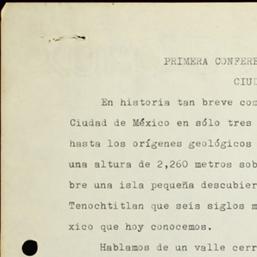 PRIMERA CONFERE
CIUD
En historia tan breve com
Ciudad de México en sólo tres
hasta los orígenes geológicos
una altura de 2,260 metros sob
bre una isla pequeña descubier
Tenochtitlan que seis siglos m
xico que hoy conocemos.
Hablamos de un valle cerr